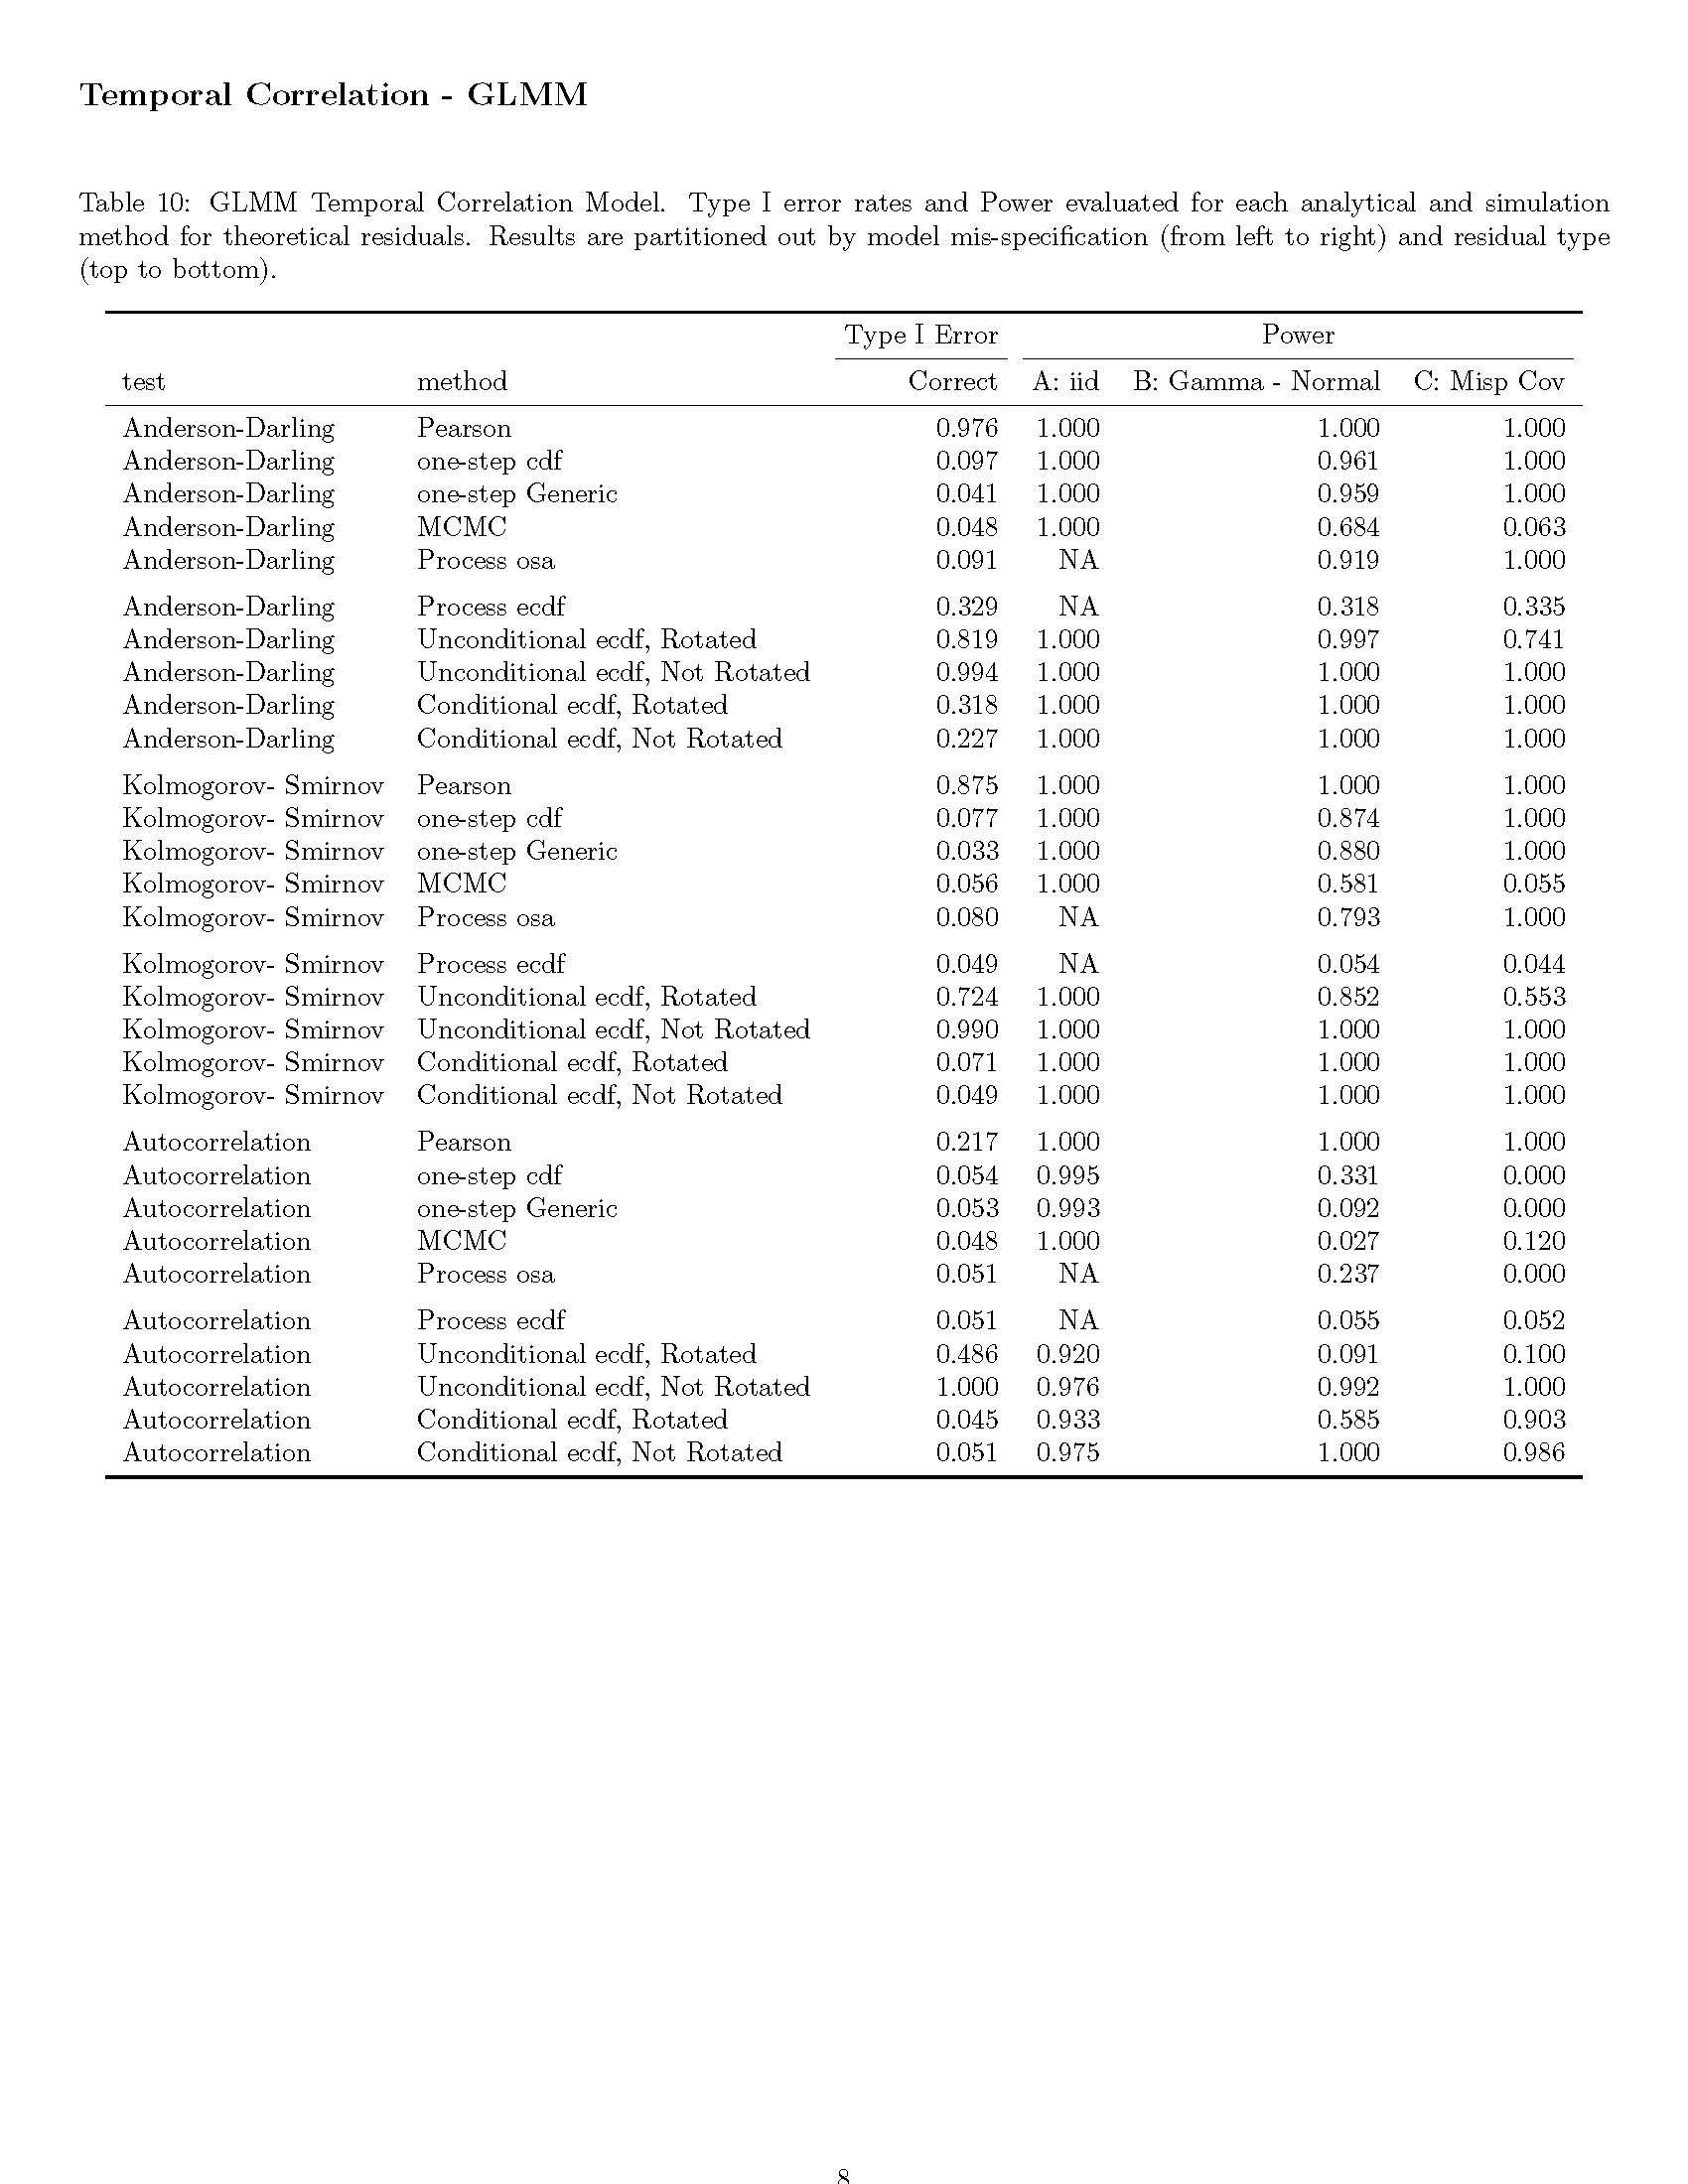 Temporal Correlation - GLMM
Table 10: GLMM Temporal Correlation Model. Type I error rates and Power evaluated for each analytical and simulation
method for theoretical residuals. Results are partitioned out by model mis-specification (from left to right) and residual type
(top to bottom).
Type I Error Power
test method Correct A: iid B: Gamma - Normal C: Misp Cov
Anderson-Darling Pearson 0.976 1.000 1.000 1.000
Anderson-Darling one-step cdf 0.097 1.000 0.961 1.000
Anderson-Darling one-step Generic 0.041 1.000 0.959 1.000
Anderson-Darling MCMC 0.048 1.000 0.684 0.063
Anderson-Darling Process osa 0.091 NA 0.919 1.000
Anderson-Darling Process ecdf 0.329 NA 0.318 0.335
Anderson-Darling Unconditional ecdf, Rotated 0.819 1.000 0.997 0.741
Anderson-Darling Unconditional ecdf, Not Rotated 0.994 1.000 1.000 1.000
Anderson-Darling Conditional ecdf, Rotated 0.318 1.000 1.000 1.000
Anderson-Darling Conditional ecdf, Not Rotated 0.227 1.000 1.000 1.000
Kolmogorov- Smirnov Pearson 0.875 1.000 1.000 1.000
Kolmogorov- Smirnov one-step cdf 0.077 1.000 0.874 1.000
Kolmogorov- Smirnov one-step Generic 0.033 1.000 0.880 1.000
Kolmogorov- Smirnov MCMC 0.056 1.000 0.581 0.055
Kolmogorov- Smirnov Process osa 0.080 NA 0.793 1.000
Kolmogorov- Smirnov Process ecdf 0.049 NA 0.054 0.044
Kolmogorov- Smirnov Unconditional ecdf, Rotated 0.724 1.000 0.852 0.553
Kolmogorov- Smirnov Unconditional ecdf, Not Rotated 0.990 1.000 1.000 1.000
Kolmogorov- Smirnov Conditional ecdf, Rotated 0.071 1.000 1.000 1.000
Kolmogorov- Smirnov Conditional ecdf, Not Rotated 0.049 1.000 1.000 1.000
Autocorrelation Pearson 0.217 1.000 1.000 1.000
Autocorrelation one-step cdf 0.054 0.995 0.331 0.000
Autocorrelation one-step Generic 0.053 0.993 0.092 0.000
Autocorrelation MCMC 0.048 1.000 0.027 0.120
Autocorrelation Process osa 0.051 NA 0.237 0.000
Autocorrelation Process ecdf 0.051 NA 0.055 0.052
Autocorrelation Unconditional ecdf, Rotated 0.486 0.920 0.091 0.100
Autocorrelation Unconditional ecdf, Not Rotated 1.000 0.976 0.992 1.000
Autocorrelation Conditional ecdf, Rotated 0.045 0.933 0.585 0.903
Autocorrelation Conditional ecdf, Not Rotated 0.051 0.975 1.000 0.986
8